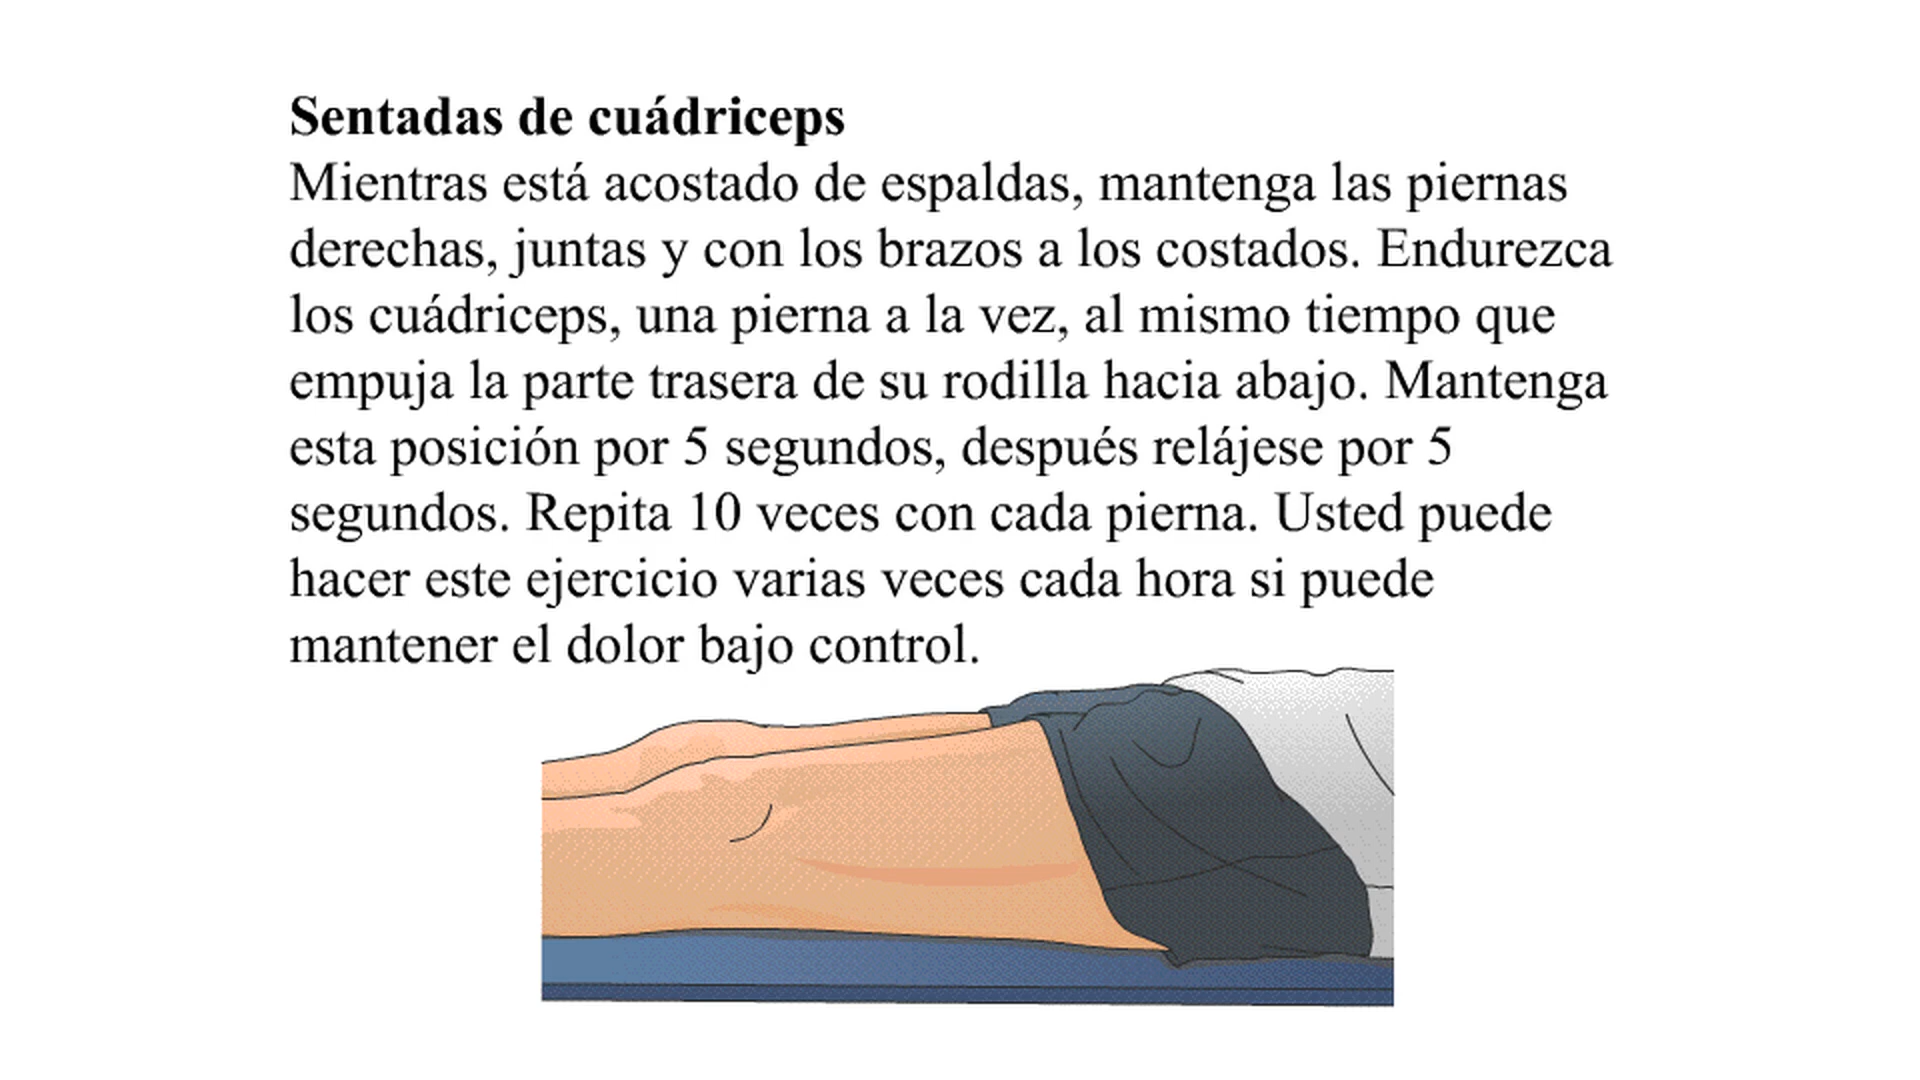 Sentadas de cuádriceps
Mientras está acostado de espaldas, mantenga las piernas
derechas, juntas y con los brazos a los costados. Endurezca
los cuádriceps, una pierna a la vez, al mismo tiempo que
empuja la parte trasera de su rodilla hacia abajo. Mantenga
esta posición por 5 segundos, después relájese por 5
segundos. Repita 10 veces con cada pierna. Usted puede
hacer este ejercicio varias veces cada hora si puede
mantener el dolor bajo control.